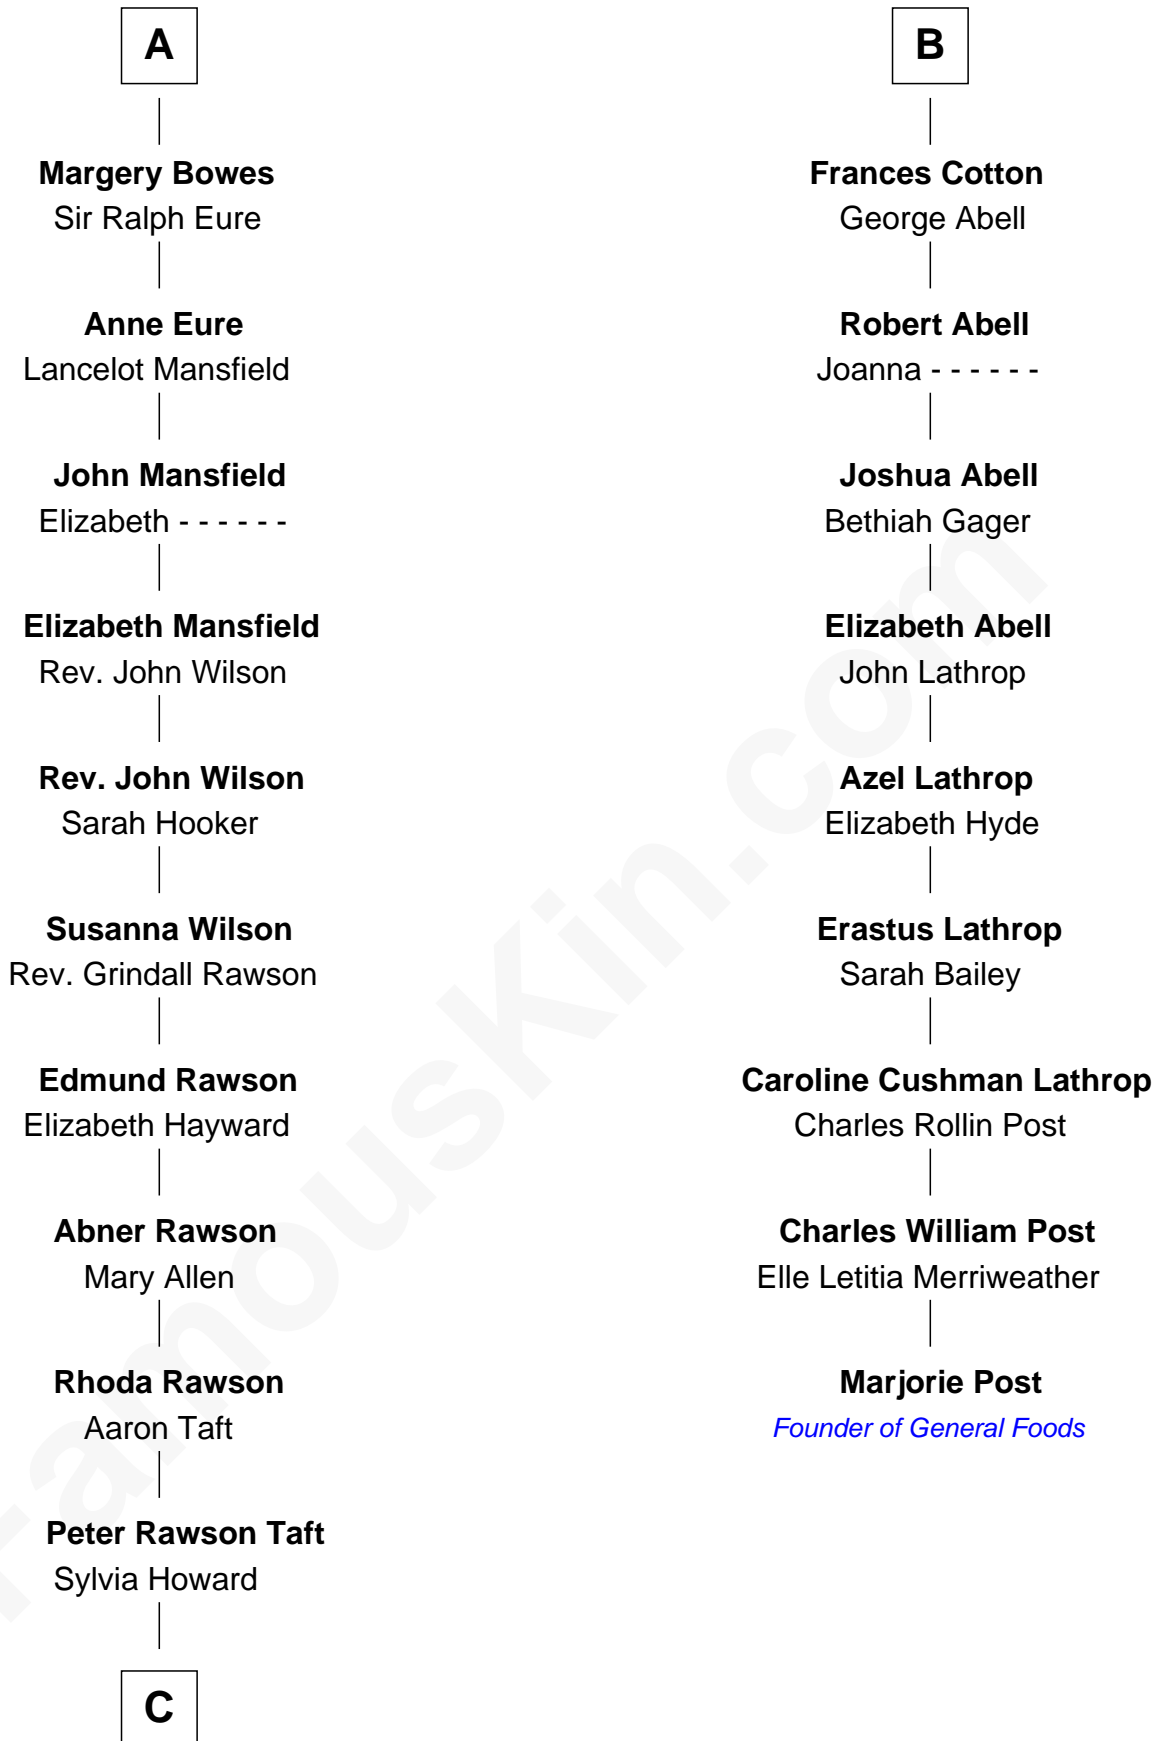 A
Margery Bowes
Sir Ralph Eure
Anne Eure
Lancelot Mansfield
John Mansfield
Elizabeth - - - - - -
Elizabeth Mansfield
Rev. John Wilson
Rev. John Wilson
Sarah Hooker
Susanna Wilson
Rev. Grindall Rawson
Edmund Rawson
Elizabeth Hayward
Abner Rawson
Mary Allen
Rhoda Rawson
Aaron Taft
Peter Rawson Taft
Sylvia Howard
C
B
Frances Cotton
George Abell
Robert Abell
Joanna - - - - - -
Joshua Abell
Bethiah Gager
Elizabeth Abell
John Lathrop
Azel Lathrop
Elizabeth Hyde
Erastus Lathrop
Sarah Bailey
Caroline Cushman Lathrop
Charles Rollin Post
Charles William Post
Elle Letitia Merriweather
Marjorie Post
Founder of General Foods
FamousKin.com